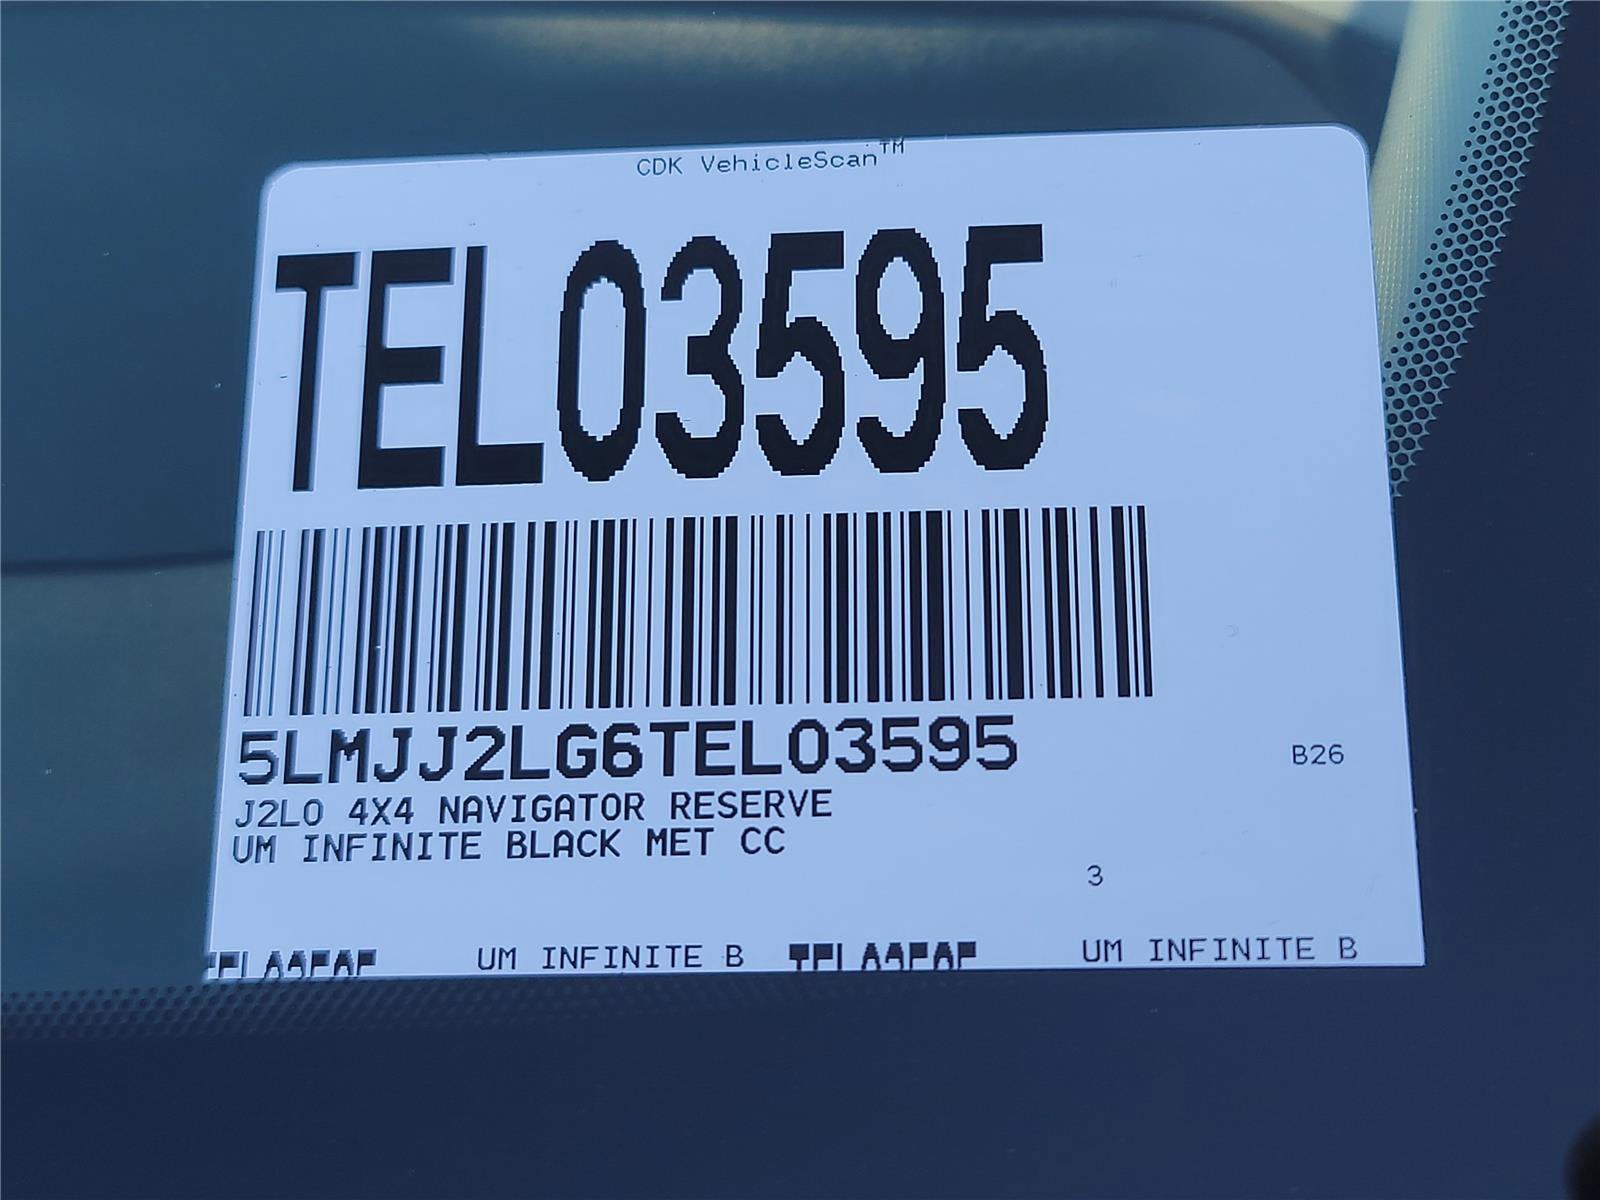 CDK VehicleScan™
TEL03595
5LMJJ2LG6TEL03595
B26
J2L0 4X4 NAVIGATOR RESERVE
UM INFINITE BLACK MET CC
3
UM INFINITE B UM INFINITE B